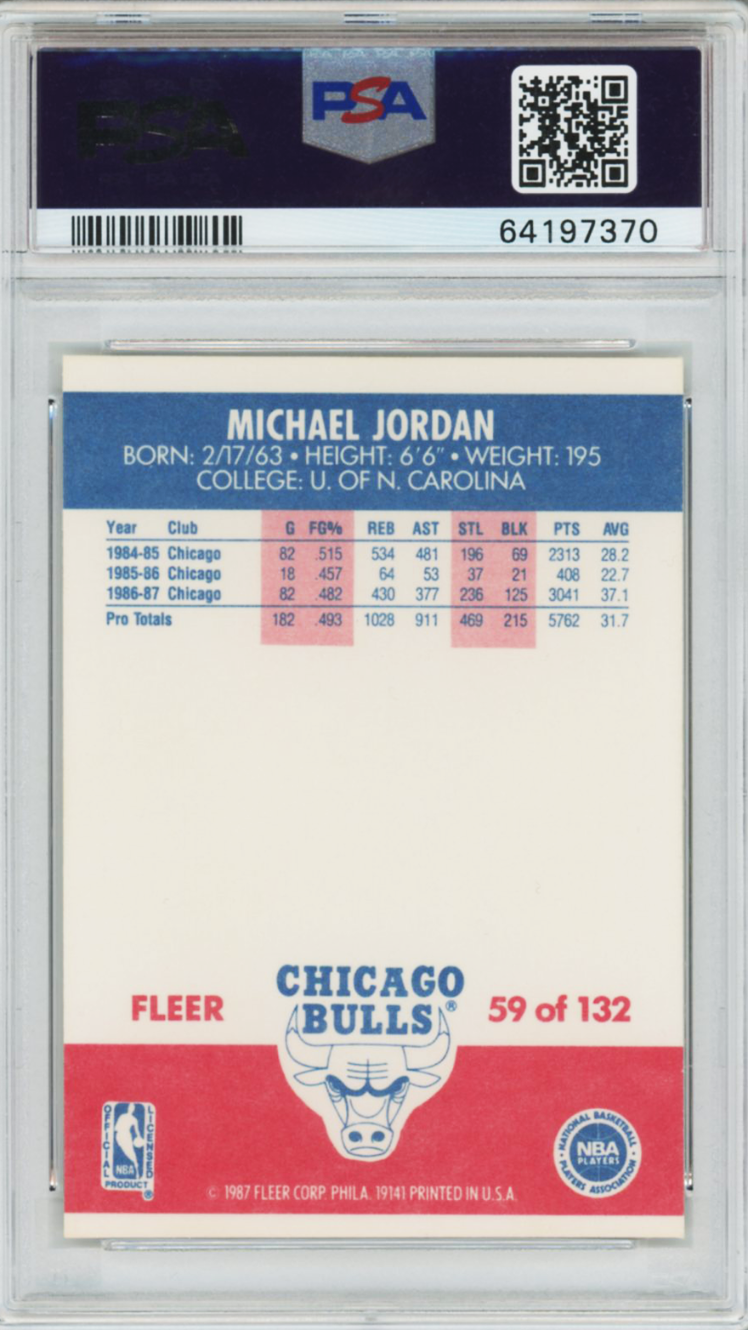 PSA
PSA
64197370
MICHAEL JORDAN
BORN: 2/17/63 • HEIGHT: 6'6" • WEIGHT: 195
COLLEGE: U. OF N. CAROLINA
Year Club G FG% REB AST STL BLK PTS AVG
1984-85 Chicago 82 .515 534 481 196 69 2313 28.2
1985-86 Chicago 18 .457 64 53 37 21 408 22.7
1986-87 Chicago 82 .482 430 377 236 125 3041 37.1
Pro Totals 182 .493 1028 911 469 215 5762 31.7
CHICAGO
BULLS®
FLEER
59 of 132
OFFICIAL LICENSED
NBA
PRODUCT ®
• NATIONAL BASKETBALL •
PLAYERS ASSOCIATION
NBA
PLAYERS
© 1987 FLEER CORP. PHILA. 19141 PRINTED IN U.S.A.